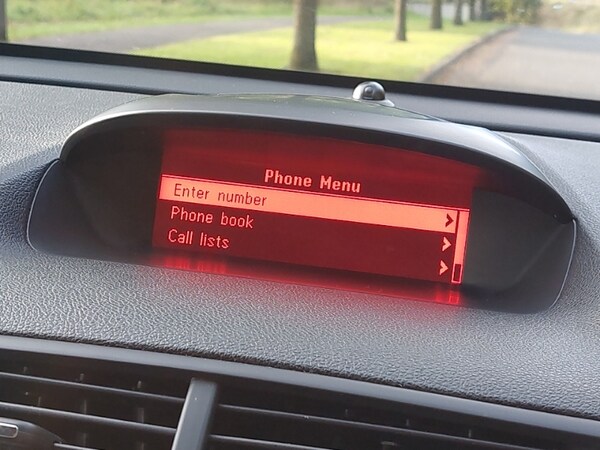 Phone Menu
Enter number
Phone book
Call lists